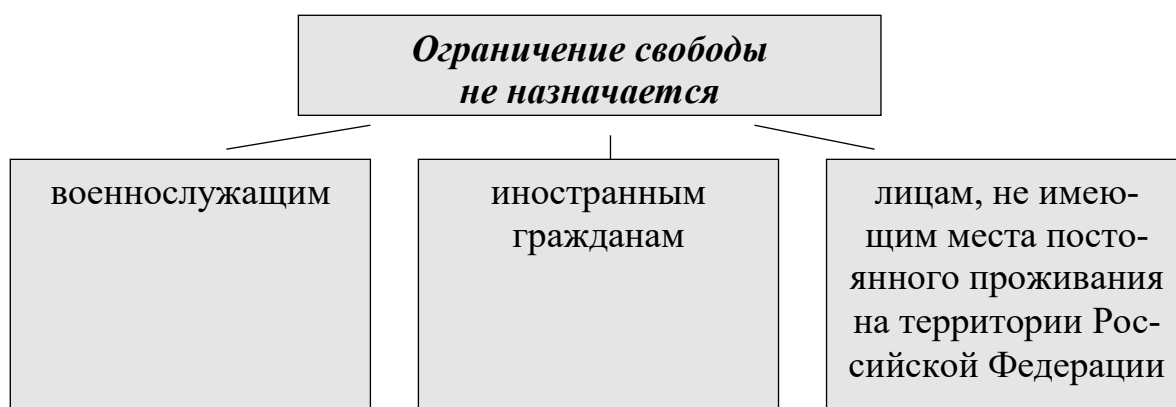 Ограничение свободы
не назначается
военнослужащим
иностранным
гражданам
лицам, не имею-
щим места посто-
янного проживания
на территории Рос-
сийской Федерации